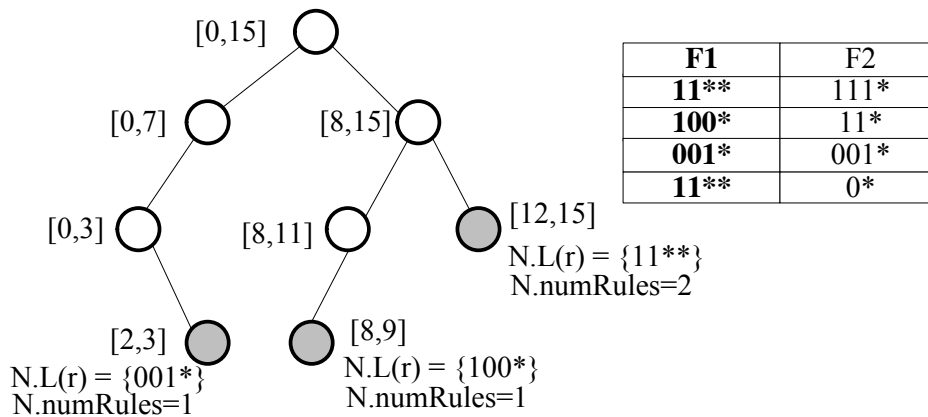 [0,15]
F1 F2
11** 111*
100* 11*
001* 001*
11** 0*
[0,7]
[8,15]
[0,3]
[8,11]
[12,15]
N.L(r) = {11**}
N.numRules=2
[2,3]
N.L(r) = {001*}
N.numRules=1
[8,9]
N.L(r) = {100*}
N.numRules=1